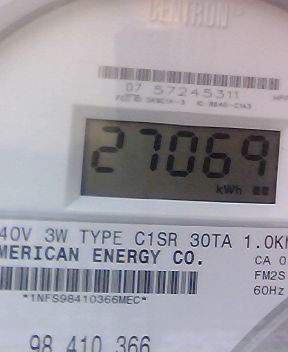 CENTRON
07 57245311
27069
kWh
40V 3W TYPE C1SR 30TA 1.0K
MERICAN ENERGY CO.
CA 0
FM2S
*1NFS98410366MEC*
60Hz
98 410 366